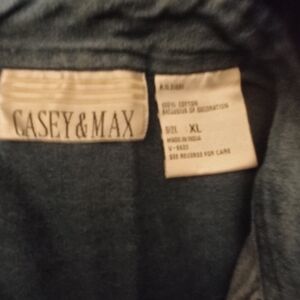 CASEY & MAX
100% COTTON
EXCLUSIVE OF DECORATION
SIZE XL
MADE IN INDIA
SEE REVERSE FOR CARE